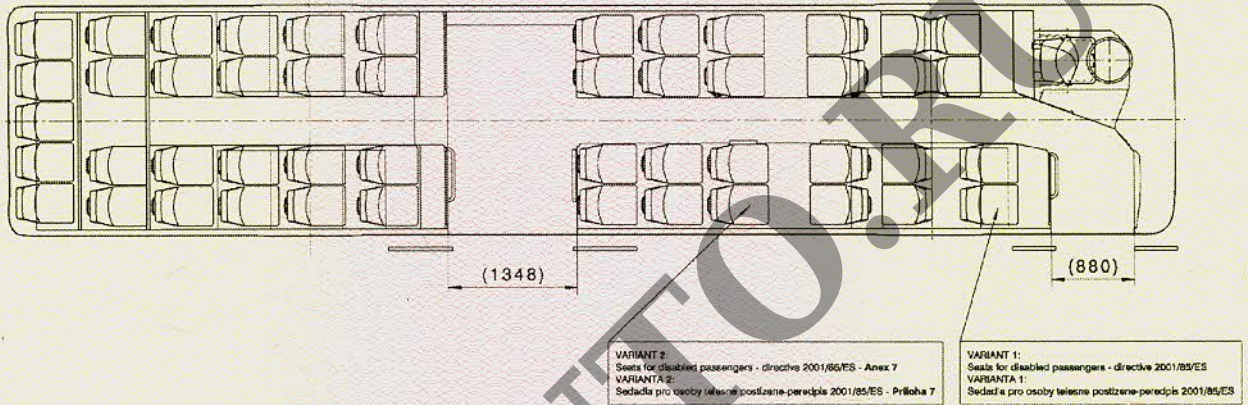 (1348)
(880)
VARIANT 2:
Seats for disabled passengers - directive 2001/85/ES - Anex 7
VARIANTA 2:
Sedadla pro osoby telesne postizene-peredpis 2001/85/ES - Priloha 7
VARIANT 1:
Seats for disabled passengers - directive 2001/85/ES
VARIANTA 1:
Sedadla pro osoby telesne postizene-peredpis 2001/85/ES